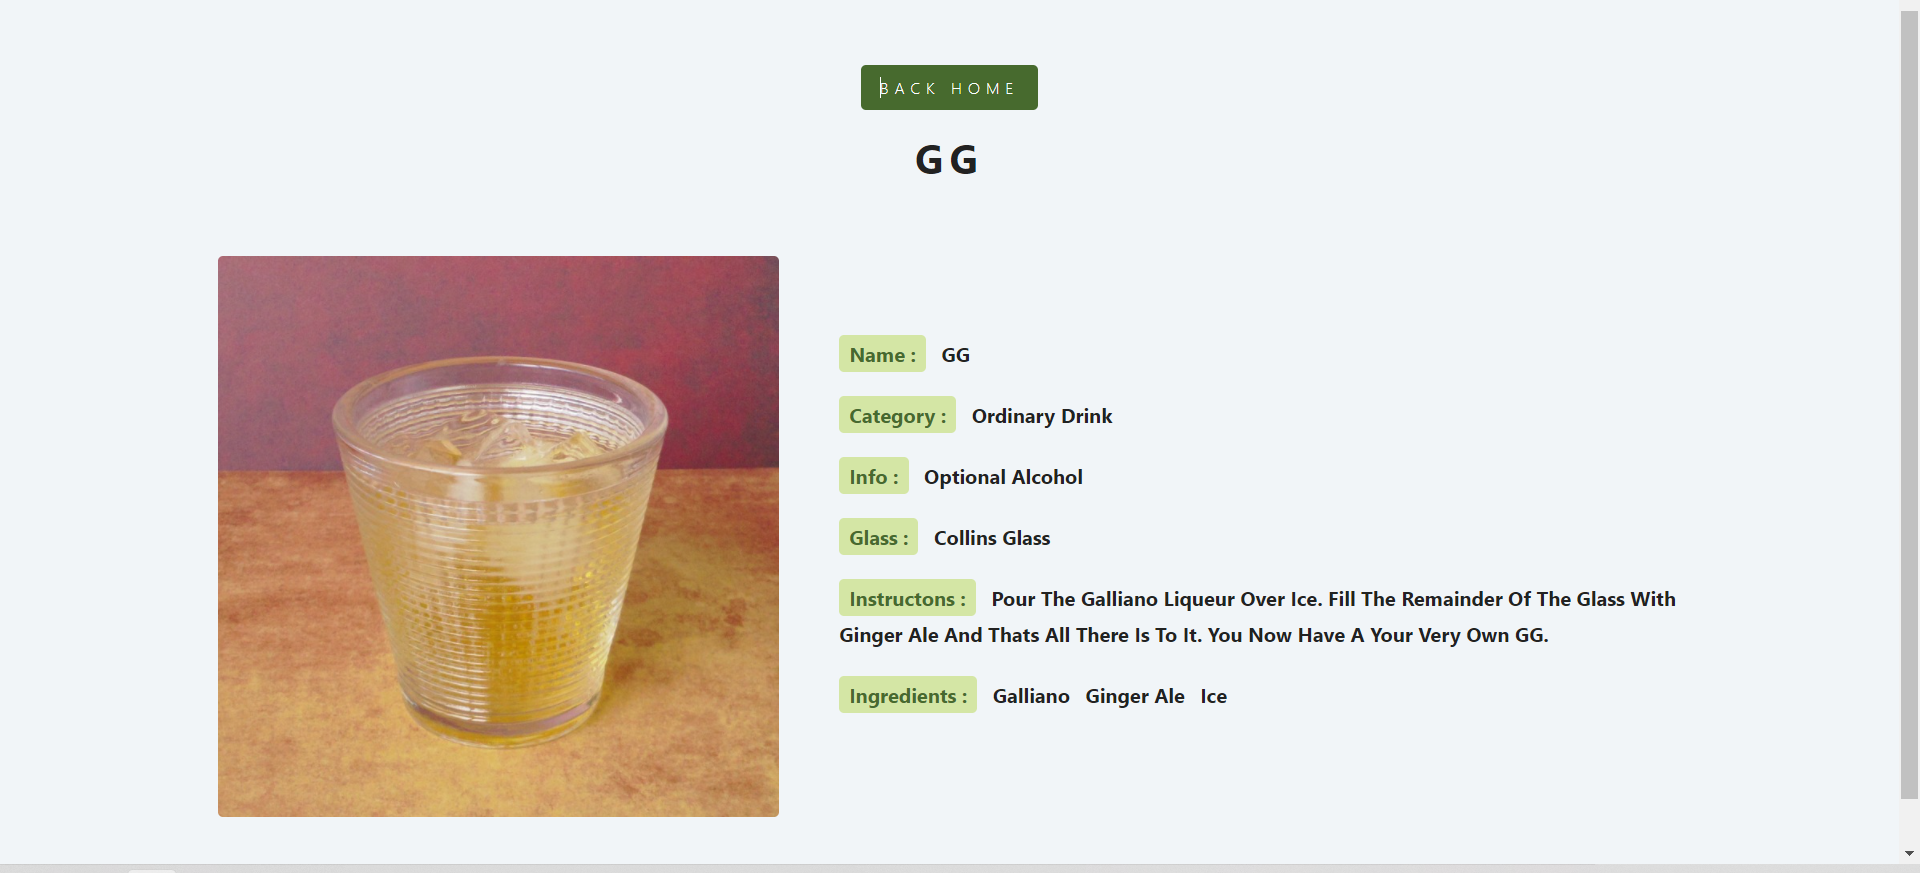 BACK HOME
GG
Name : GG
Category : Ordinary Drink
Info : Optional Alcohol
Glass : Collins Glass
Instructons : Pour The Galliano Liqueur Over Ice. Fill The Remainder Of The Glass With
Ginger Ale And Thats All There Is To It. You Now Have A Your Very Own GG.
Ingredients : Galliano Ginger Ale Ice